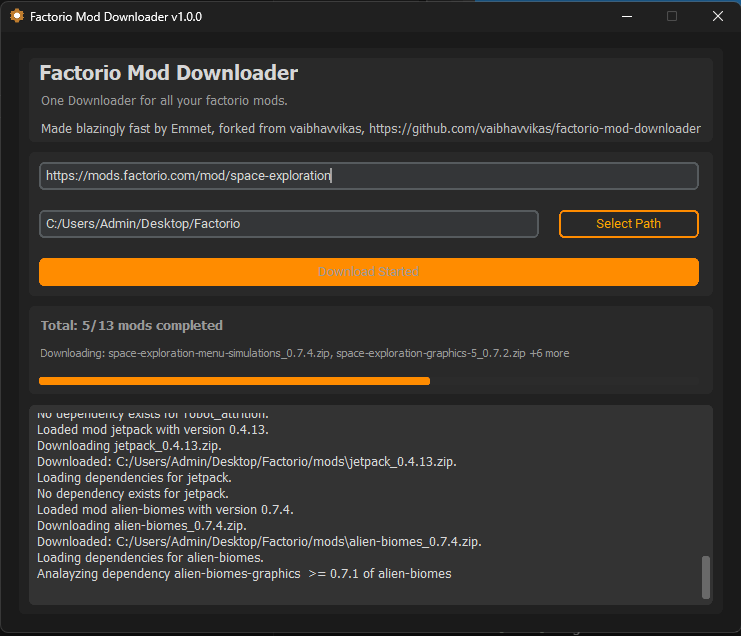 Factorio Mod Downloader v1.0.0
Factorio Mod Downloader
One Downloader for all your factorio mods.
Made blazingly fast by Emmet, forked from vaibhavvikas, https://github.com/vaibhavvikas/factorio-mod-downloader
https://mods.factorio.com/mod/space-exploration
C:/Users/Admin/Desktop/Factorio
Select Path
Download Started
Total: 5/13 mods completed
Downloading: space-exploration-menu-simulations_0.7.4.zip, space-exploration-graphics-5_0.7.2.zip +6 more
No dependency exists for robot_attrition.
Loaded mod jetpack with version 0.4.13.
Downloading jetpack_0.4.13.zip.
Downloaded: C:/Users/Admin/Desktop/Factorio/mods\jetpack_0.4.13.zip.
Loading dependencies for jetpack.
No dependency exists for jetpack.
Loaded mod alien-biomes with version 0.7.4.
Downloading alien-biomes_0.7.4.zip.
Downloaded: C:/Users/Admin/Desktop/Factorio/mods\alien-biomes_0.7.4.zip.
Loading dependencies for alien-biomes.
Analayzing dependency alien-biomes-graphics  >= 0.7.1 of alien-biomes